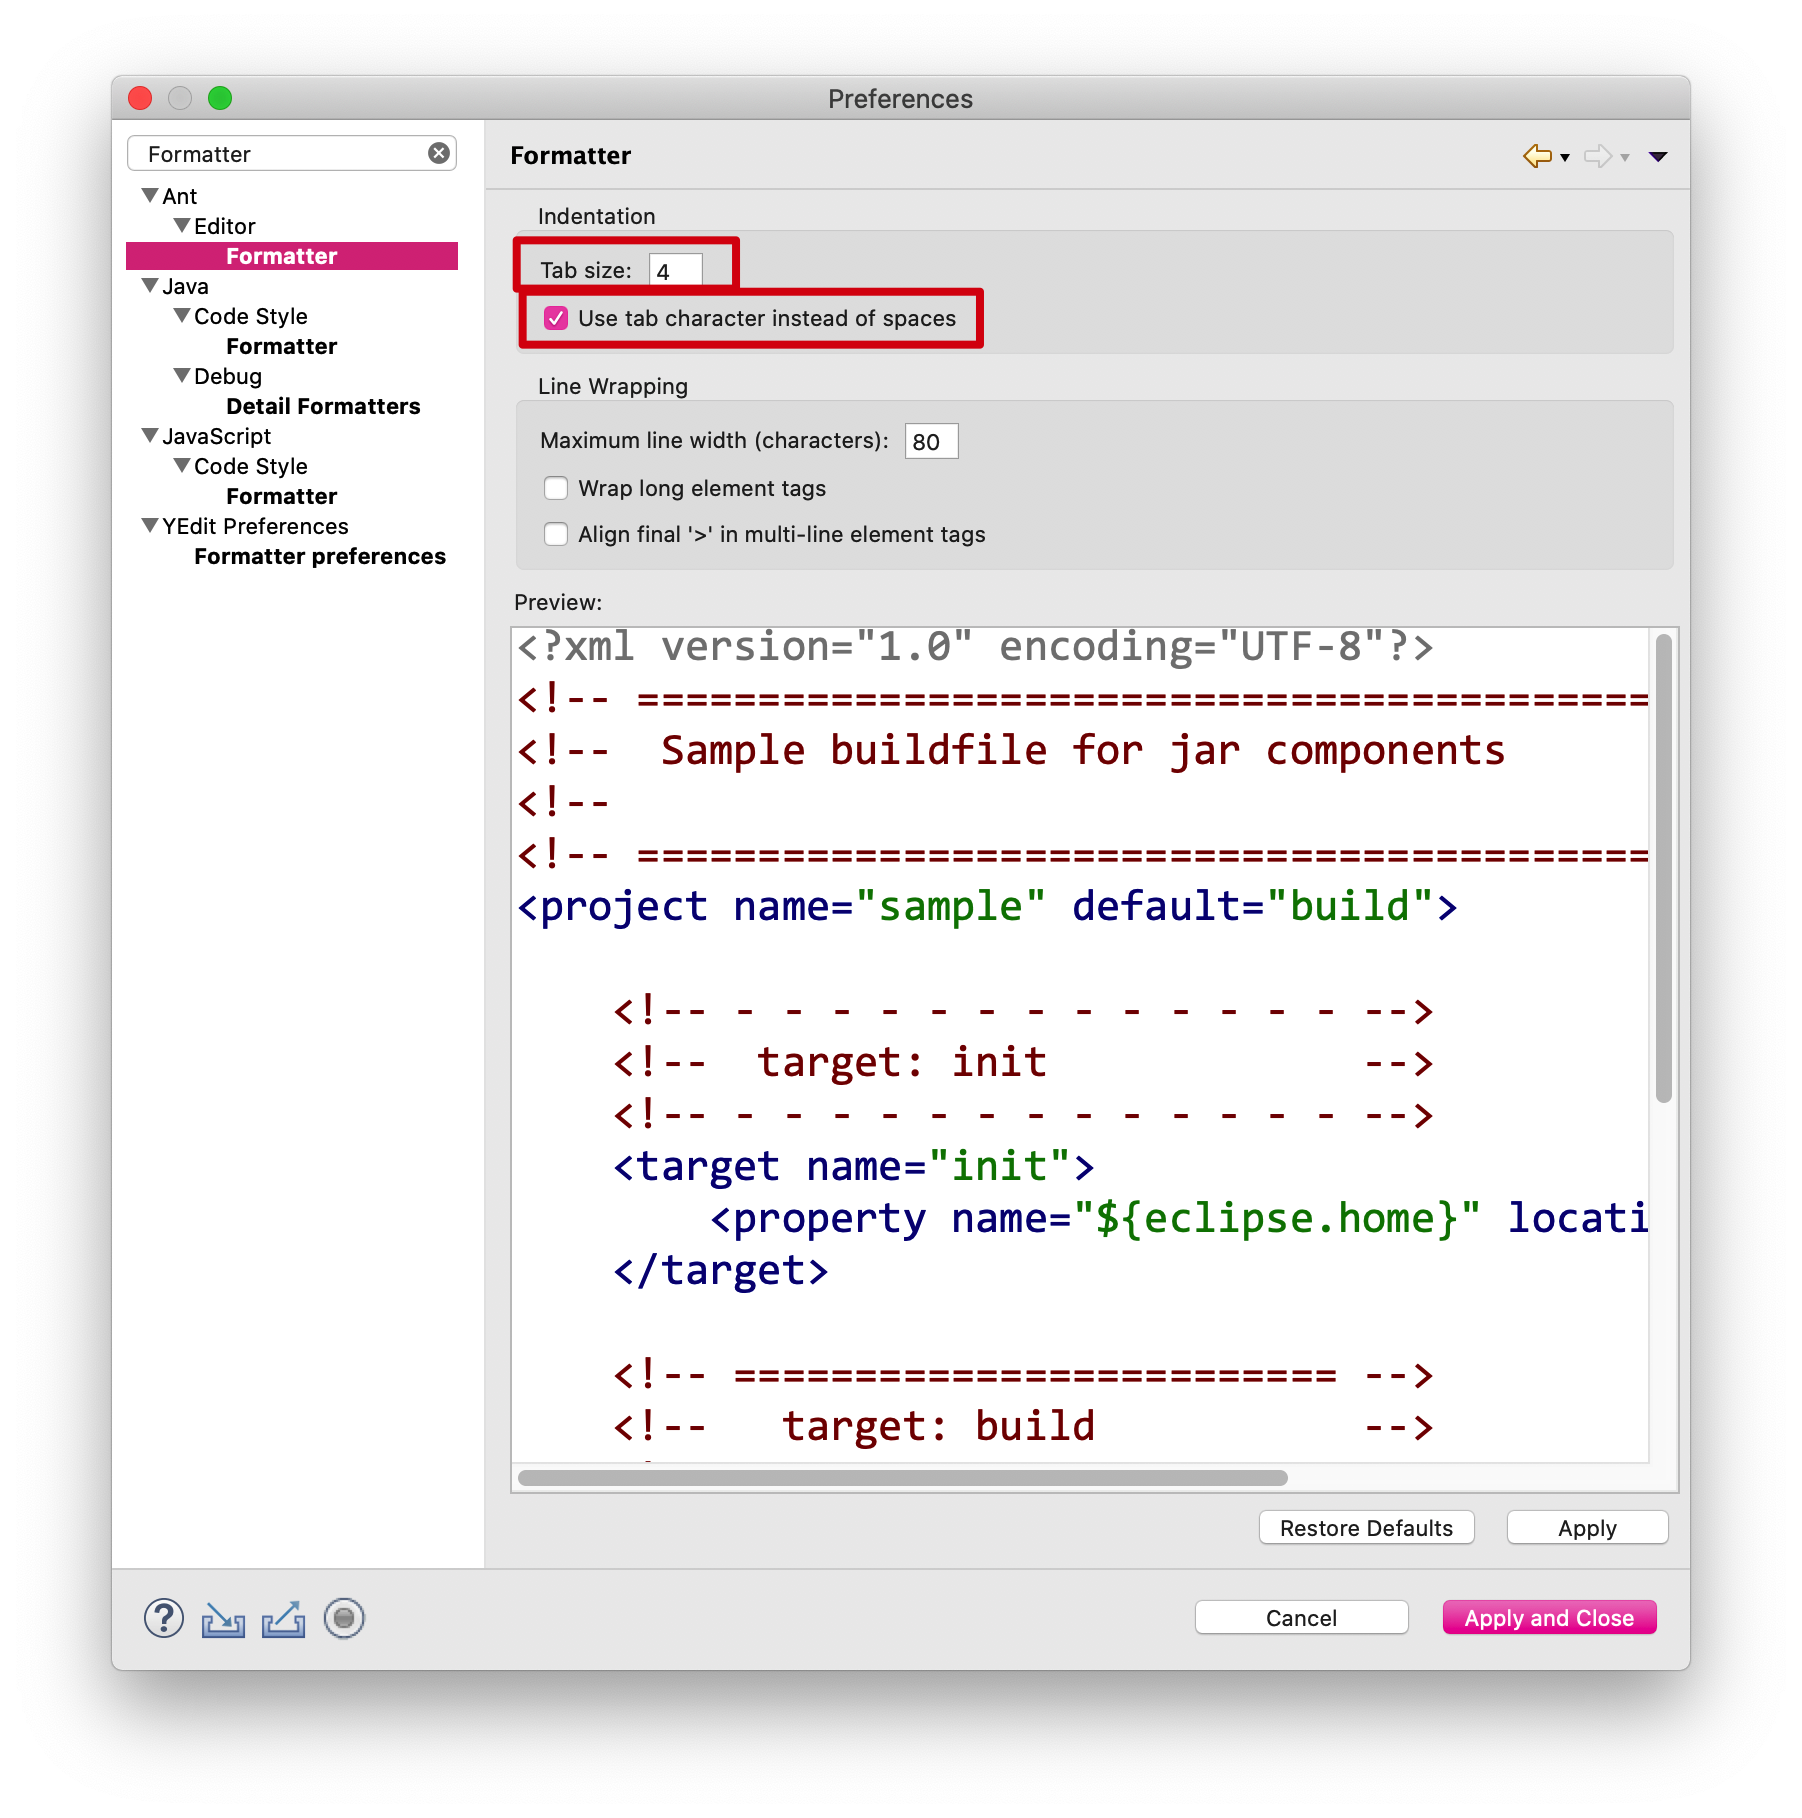 Preferences
Formatter
Ant
Editor
Formatter
Java
Code Style
Formatter
Debug
Detail Formatters
JavaScript
Code Style
Formatter
YEdit Preferences
Formatter preferences
Formatter
Indentation
Tab size: 4
Use tab character instead of spaces
Line Wrapping
Maximum line width (characters): 80
Wrap long element tags
Align final '>' in multi-line element tags
Preview:
<?xml version="1.0" encoding="UTF-8"?>
<!-- ==========================================
<!--  Sample buildfile for jar components
<!--
<!-- ==========================================
<project name="sample" default="build">
    <!-- - - - - - - - - - - - - - -->
    <!--  target: init             -->
    <!-- - - - - - - - - - - - - - -->
    <target name="init">
        <property name="${eclipse.home}" locati
    </target>
    <!-- ========================= -->
    <!--   target: build           -->
Restore Defaults
Apply
?
Cancel
Apply and Close